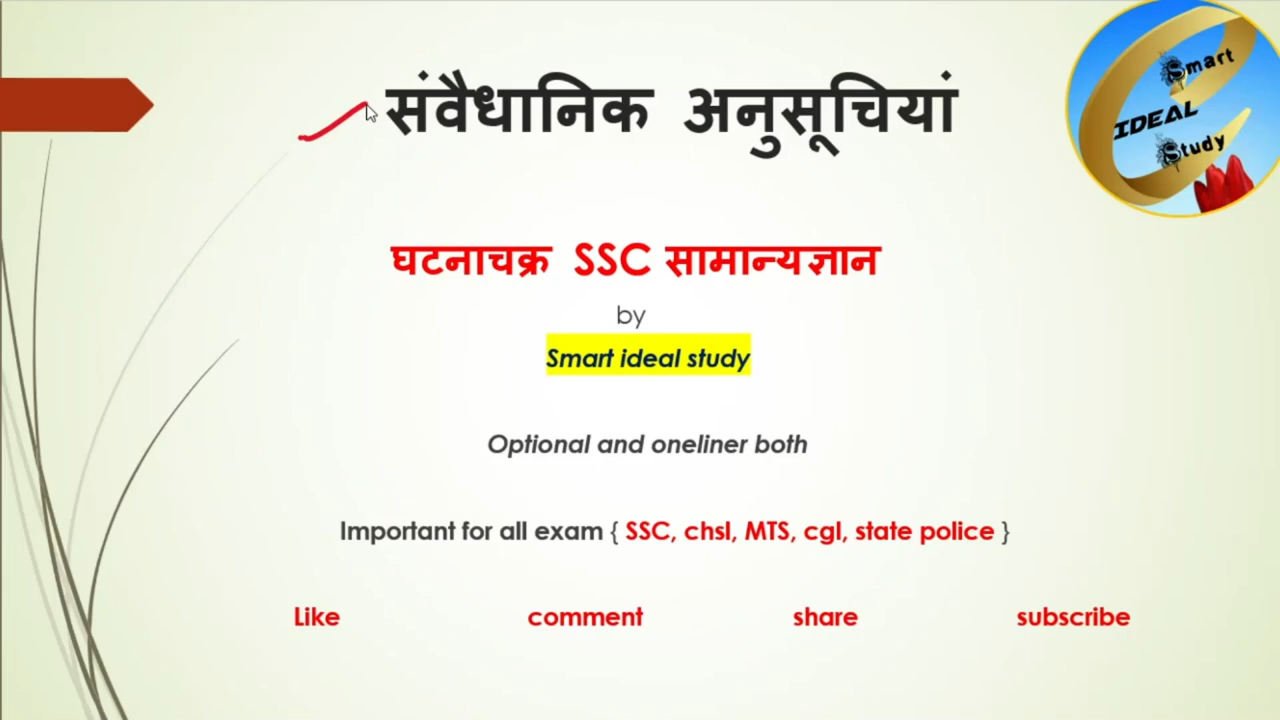 संवैधानिक अनुसूचियां
Smart
IDEAL
Study
घटनाचक्र SSC सामान्यज्ञान
by
Smart ideal study
Optional and oneliner both
Important for all exam { SSC, chsl, MTS, cgl, state police }
Like comment share subscribe